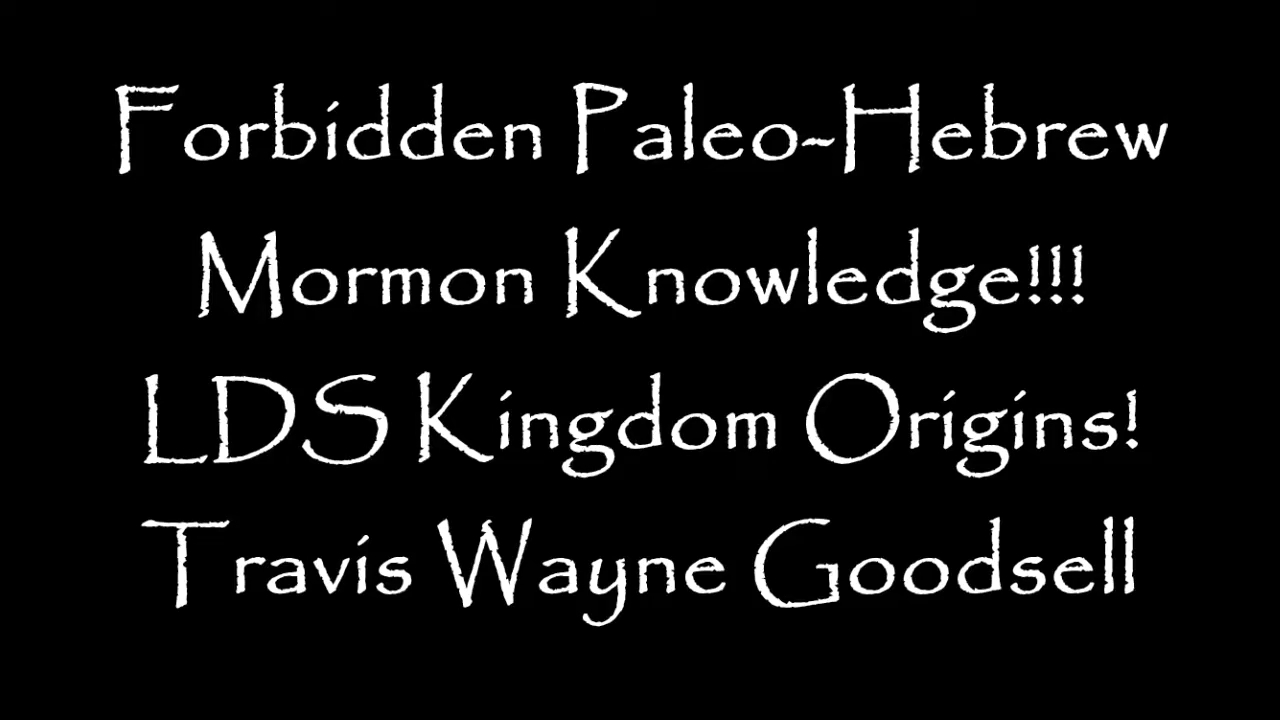 Forbidden Paleo-Hebrew
Mormon Knowledge!!!
LDS Kingdom Origins!
Travis Wayne Goodsell